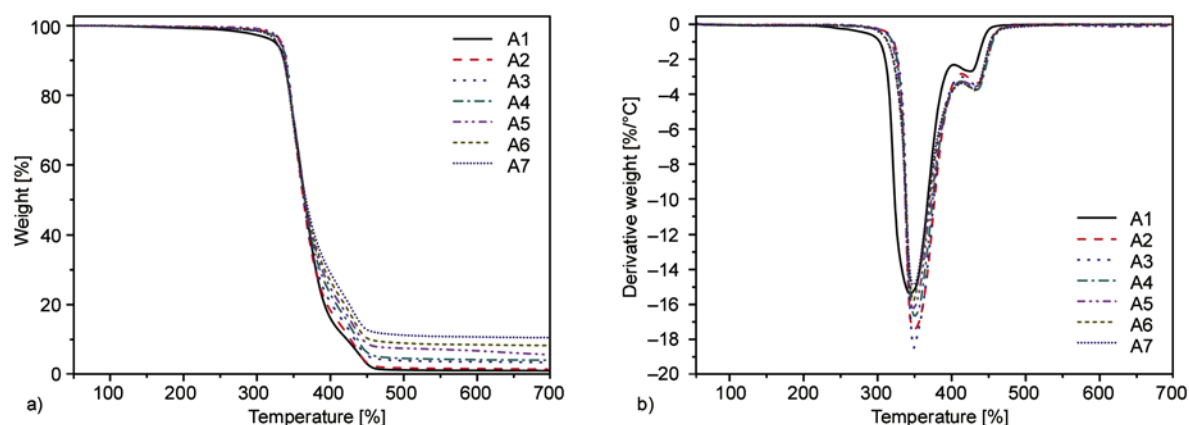 100
80
60
40
20
0
Weight [%]
A1
A2
A3
A4
A5
A6
A7
100 200 300 400 500 600 700
Temperature [%]
a)
0
–2
–4
–6
–8
–10
–12
–14
–16
–18
–20
Derivative weight [%/°C]
A1
A2
A3
A4
A5
A6
A7
100 200 300 400 500 600 700
Temperature [%]
b)